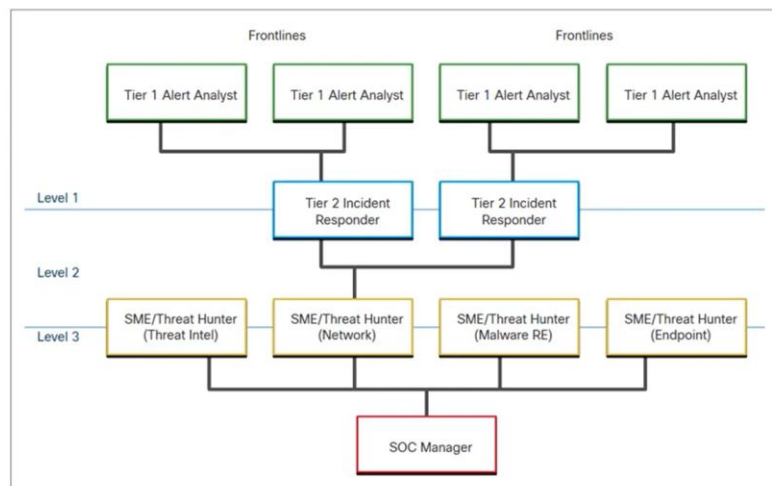 Frontlines
Frontlines
Tier 1 Alert Analyst
Tier 1 Alert Analyst
Tier 1 Alert Analyst
Tier 1 Alert Analyst
Level 1
Tier 2 Incident
Responder
Tier 2 Incident
Responder
Level 2
SME/Threat Hunter
(Threat Intel)
SME/Threat Hunter
(Network)
SME/Threat Hunter
(Malware RE)
SME/Threat Hunter
(Endpoint)
Level 3
SOC Manager